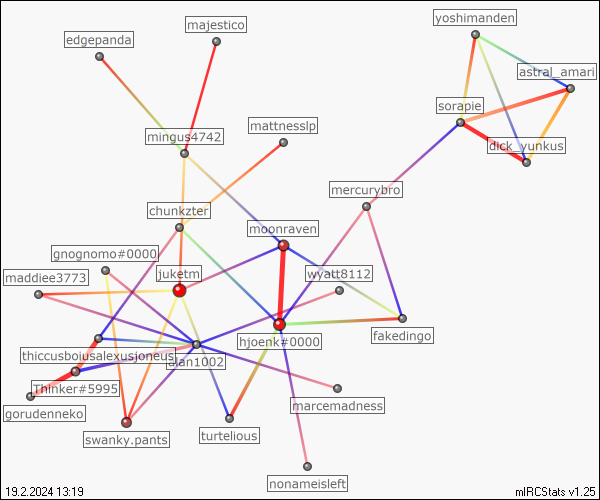 majestico
yoshimanden
edgepanda
astral_amari
sorapie
mingus4742
mattnesslp
dick_yunkus
mercurybro
chunkzter
moonraven
gnognomo#0000
maddiee3773
juketm
wyatt8112
hjoenk#0000
fakedingo
thiccusboiusalexusjoneus
alan1002
Thinker#5995
gorudenneko
marcemadness
swanky.pants
turtelious
nonameisleft
19.2.2024 13:19
mIRCStats v1.25